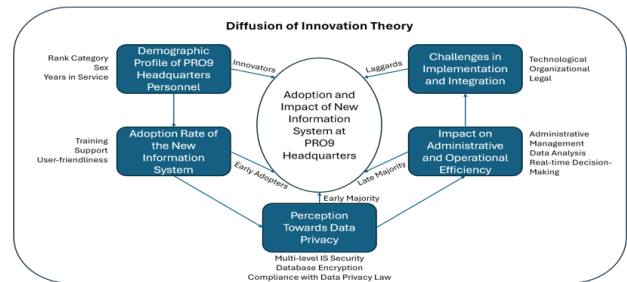 Diffusion of Innovation Theory
Rank Category
Sex
Years in Service
Demographic
Profile of PRO9
Headquarters
Personnel
Innovators
Laggards
Challenges in
Implementation
and Integration
Technological
Organizational
Legal
Adoption and
Impact of New
Information
System at
PRO9
Headquarters
Training
Support
User-friendliness
Adoption Rate of
the New
Information
System
Early Adopters
Late Majority
Impact on
Administrative
and Operational
Efficiency
Administrative
Management
Data Analysis
Real-time Decision-
Making
Early Majority
Perception
Towards Data
Privacy
Multi-level IS Security
Database Encryption
Compliance with Data Privacy Law